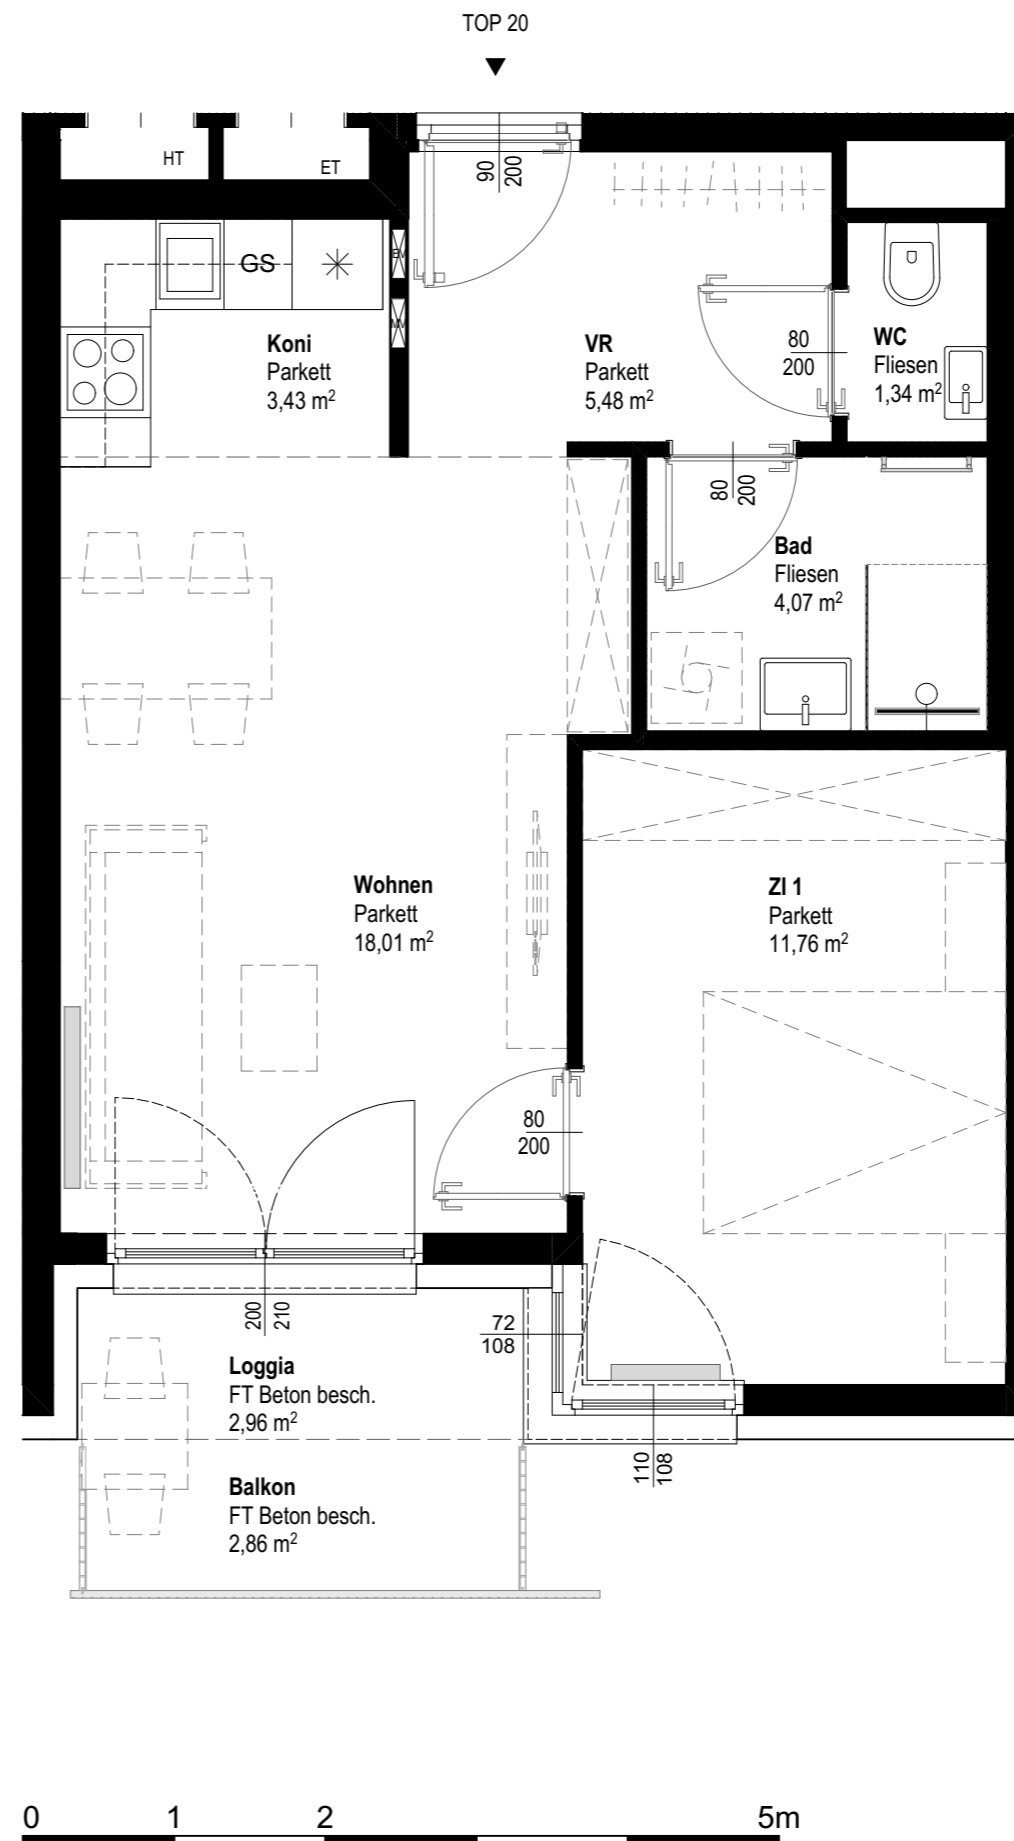 TOP 20
HT
ET
90
200
GS
EV
MV
Koni
Parkett
3,43 m²
VR
Parkett
5,48 m²
80
200
WC
Fliesen
1,34 m²
80
200
Bad
Fliesen
4,07 m²
Wohnen
Parkett
18,01 m²
ZI 1
Parkett
11,76 m²
80
200
200
210
72
108
Loggia
FT Beton besch.
2,96 m²
110
108
Balkon
FT Beton besch.
2,86 m²
0 1 2 5m